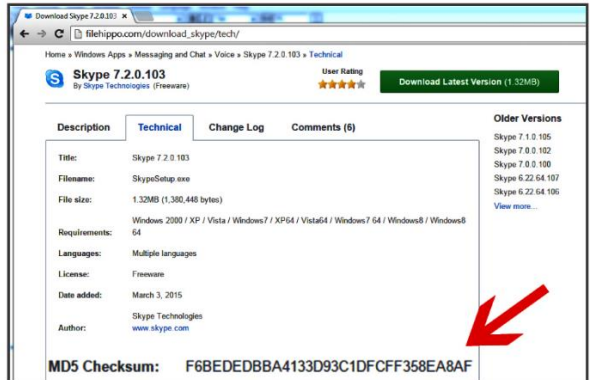 Download Skype 7.2.0.103 ×
filehippo.com/download_skype/tech/
Home » Windows Apps » Messaging and Chat » Voice » Skype 7.2.0.103 » Technical
Skype 7.2.0.103
By Skype Technologies (Freeware)
User Rating
Download Latest Version (1.32MB)
Description Technical Change Log Comments (6)
Title: Skype 7.2.0.103
Filename: SkypeSetup.exe
File size: 1.32MB (1,380,448 bytes)
Requirements: Windows 2000 / XP / Vista / Windows7 / XP64 / Vista64 / Windows7 64 / Windows8 / Windows8
64
Languages: Multiple languages
License: Freeware
Date added: March 3, 2015
Author: Skype Technologies
www.skype.com
MD5 Checksum: F6BEDEDBBA4133D93C1DFCFF358EA8AF
Older Versions
Skype 7.1.0.105
Skype 7.0.0.102
Skype 7.0.0.100
Skype 6.22.64.107
Skype 6.22.64.106
View more...